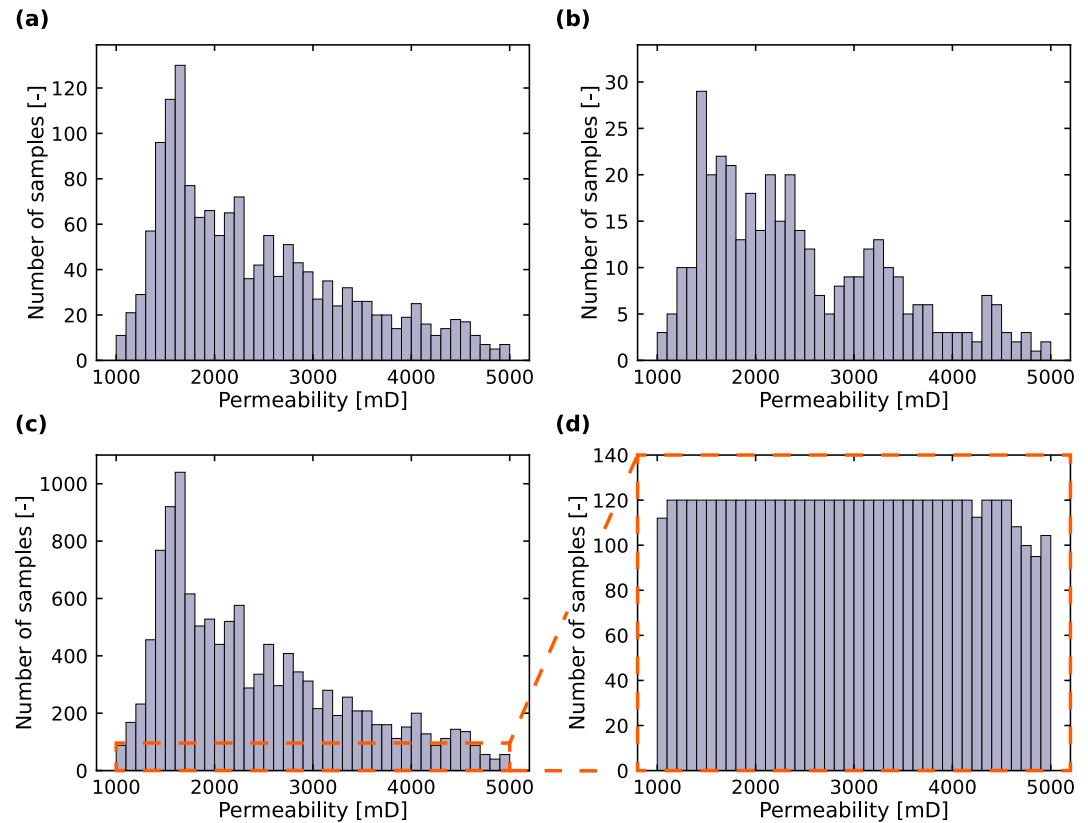 (a)
Number of samples [-]
120
100
80
60
40
20
0
1000 2000 3000 4000 5000
Permeability [mD]
(b)
Number of samples [-]
30
25
20
15
10
5
0
1000 2000 3000 4000 5000
Permeability [mD]
(c)
Number of samples [-]
1000
800
600
400
200
0
1000 2000 3000 4000 5000
Permeability [mD]
(d)
Number of samples [-]
140
120
100
80
60
40
20
0
1000 2000 3000 4000 5000
Permeability [mD]